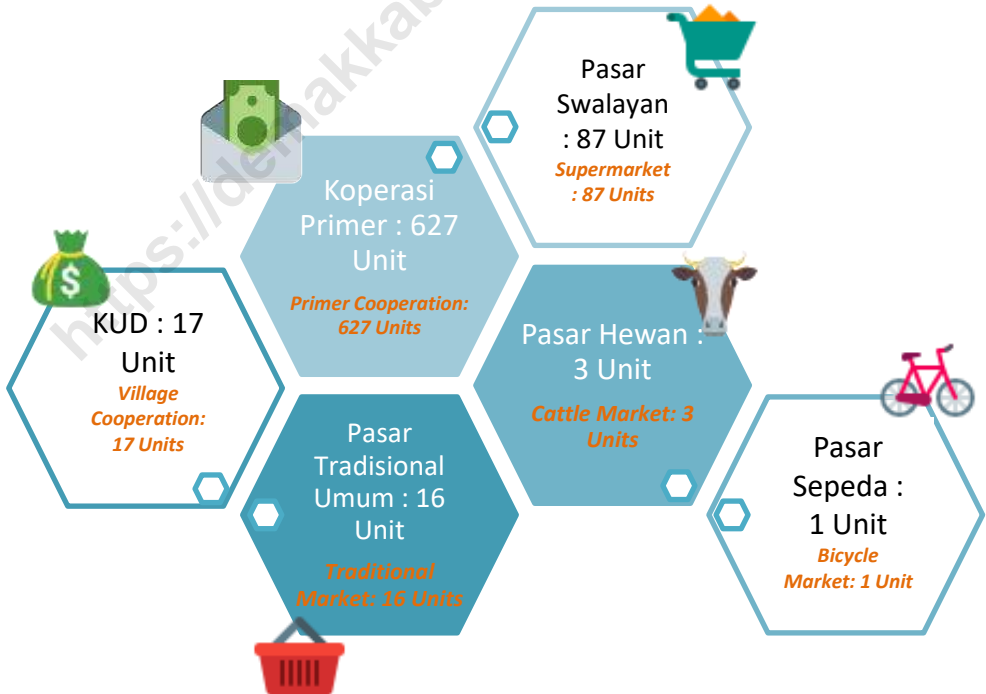 Pasar
Swalayan
: 87 Unit
Supermarket
: 87 Units
Koperasi
Primer : 627
Unit
Primer Cooperation:
627 Units
KUD : 17
Unit
Village
Cooperation:
17 Units
Pasar Hewan :
3 Unit
Cattle Market: 3
Units
Pasar
Tradisional
Umum : 16
Unit
Traditional
Market: 16 Units
Pasar
Sepeda :
1 Unit
Bicycle
Market: 1 Unit
$